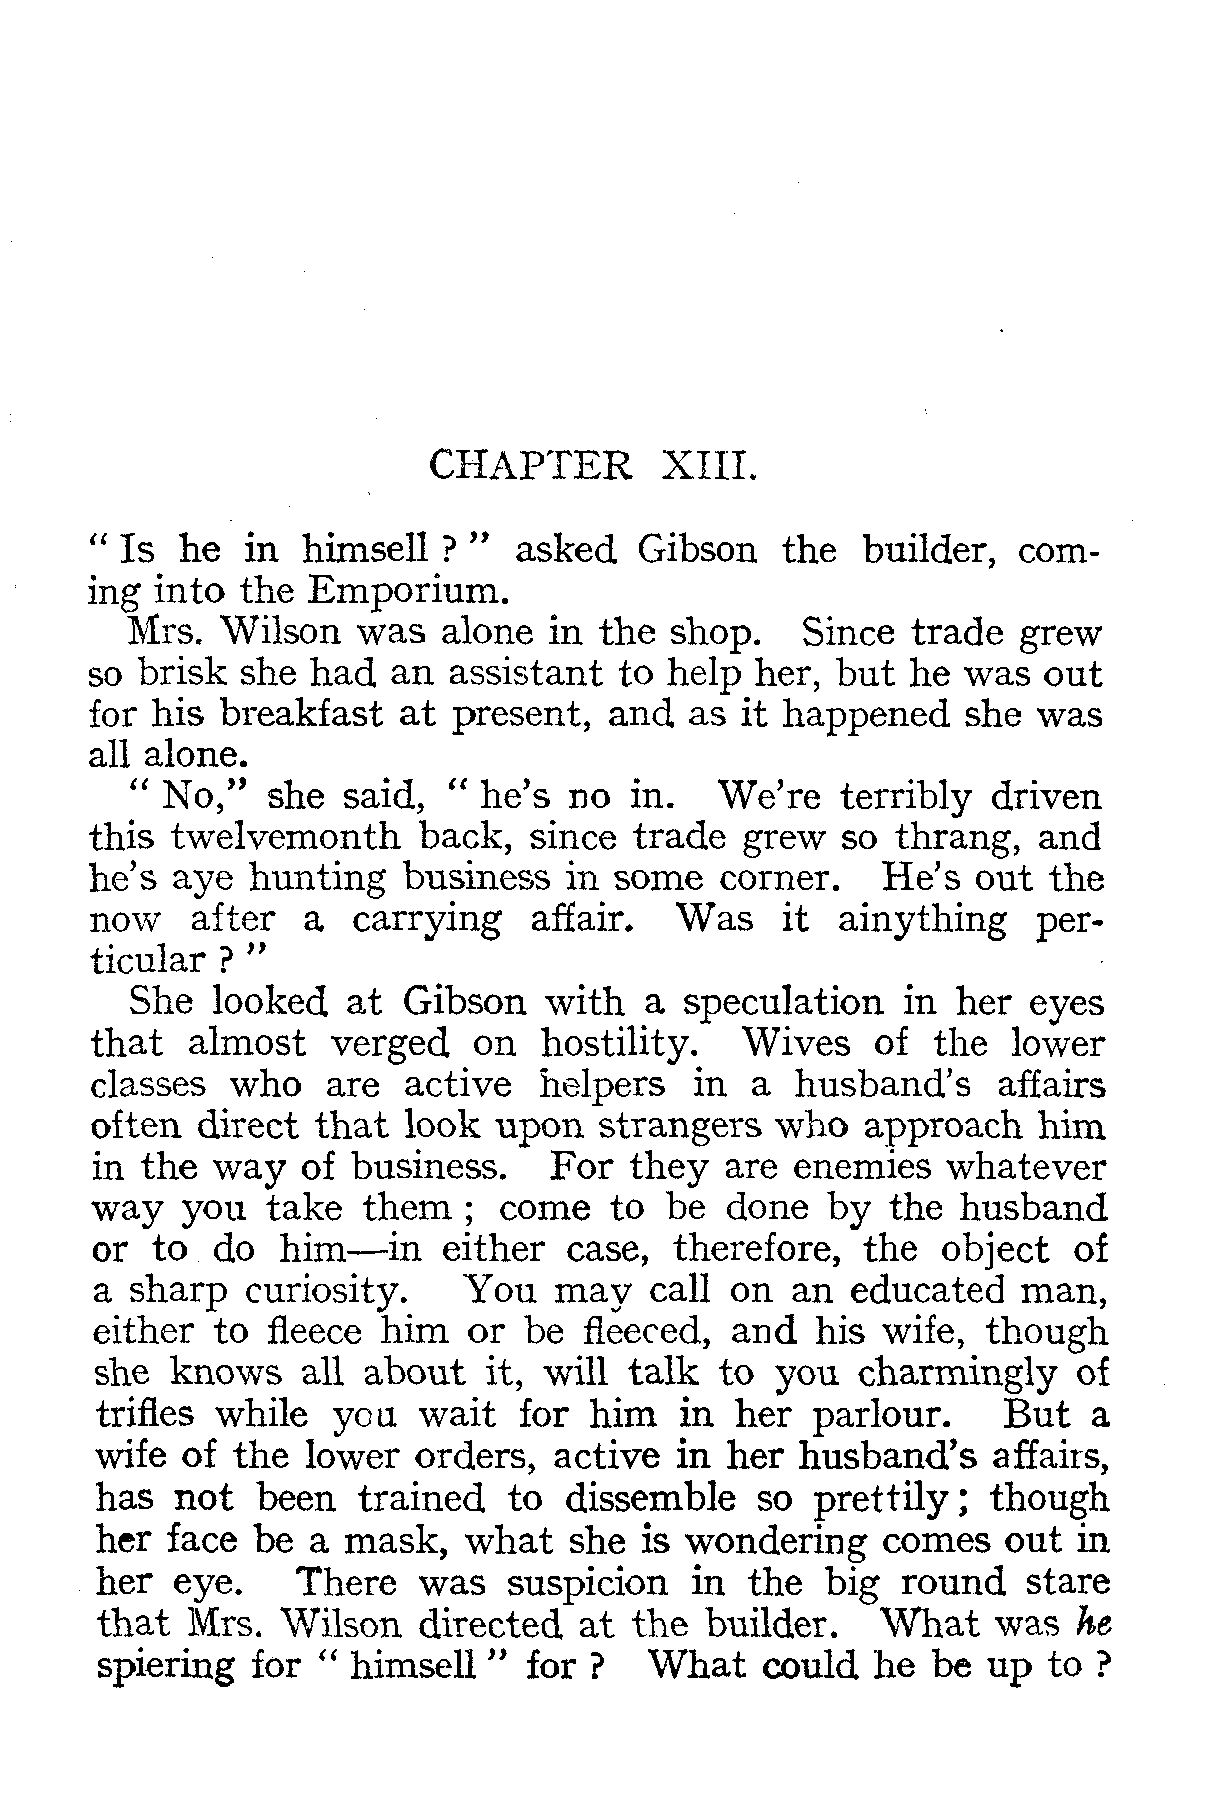 CHAPTER XIII.
“ Is he in himsell ? ” asked Gibson the builder, com-
ing into the Emporium.
Mrs. Wilson was alone in the shop. Since trade grew
so brisk she had an assistant to help her, but he was out
for his breakfast at present, and as it happened she was
all alone.
“ No,” she said, “ he’s no in. We’re terribly driven
this twelvemonth back, since trade grew so thrang, and
he’s aye hunting business in some corner. He’s out the
now after a carrying affair. Was it ainything per-
ticular ? ”
She looked at Gibson with a speculation in her eyes
that almost verged on hostility. Wives of the lower
classes who are active helpers in a husband’s affairs
often direct that look upon strangers who approach him
in the way of business. For they are enemies whatever
way you take them ; come to be done by the husband
or to do him—in either case, therefore, the object of
a sharp curiosity. You may call on an educated man,
either to fleece him or be fleeced, and his wife, though
she knows all about it, will talk to you charmingly of
trifles while you wait for him in her parlour. But a
wife of the lower orders, active in her husband’s affairs,
has not been trained to dissemble so prettily ; though
her face be a mask, what she is wondering comes out in
her eye. There was suspicion in the big round stare
that Mrs. Wilson directed at the builder. What was he
spiering for “ himsell ” for ? What could he be up to ?